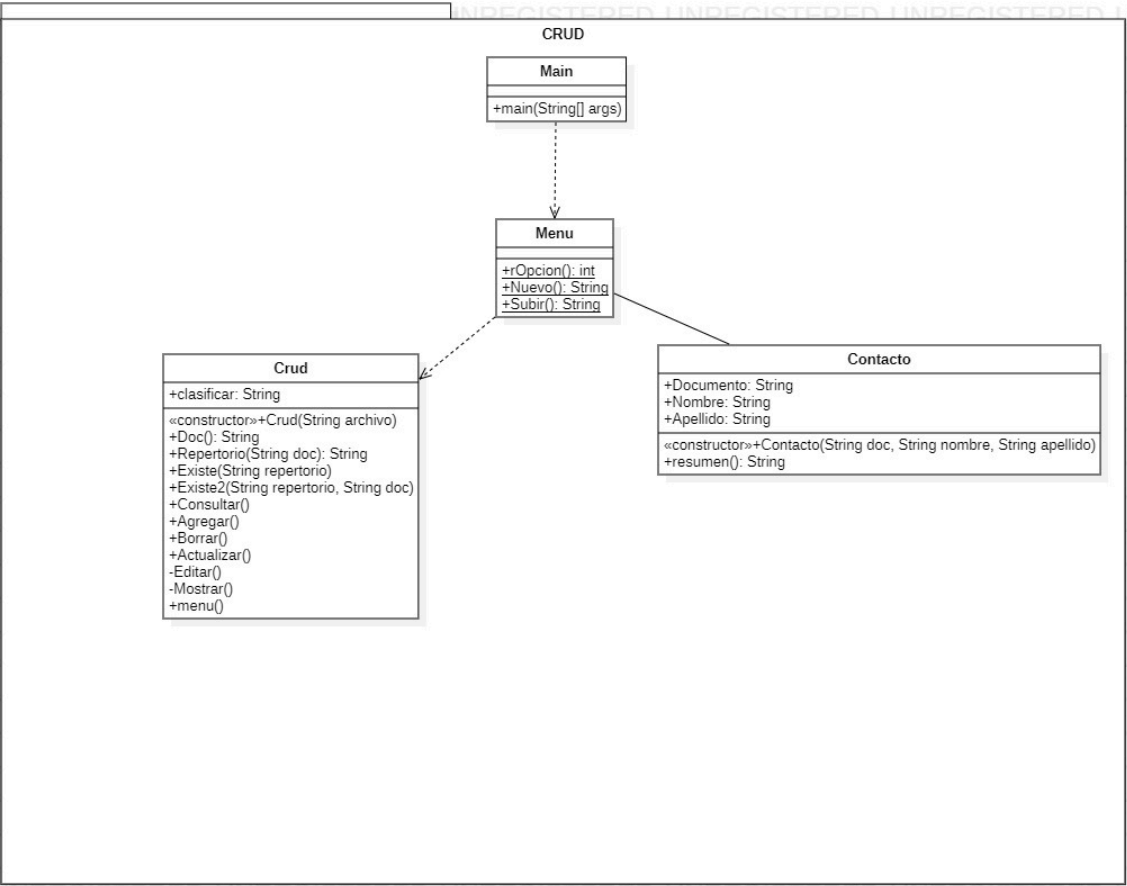 UNREGISTERED UNREGISTERED UNREGISTERED
CRUD
Main
+main(String[] args)
Menu
+rOpcion(): int
+Nuevo(): String
+Subir(): String
Crud
+clasificar: String
«constructor»+Crud(String archivo)
+Doc(): String
+Repertorio(String doc): String
+Existe(String repertorio)
+Existe2(String repertorio, String doc)
+Consultar()
+Agregar()
+Borrar()
+Actualizar()
-Editar()
-Mostrar()
+menu()
Contacto
+Documento: String
+Nombre: String
+Apellido: String
«constructor»+Contacto(String doc, String nombre, String apellido)
+resumen(): String